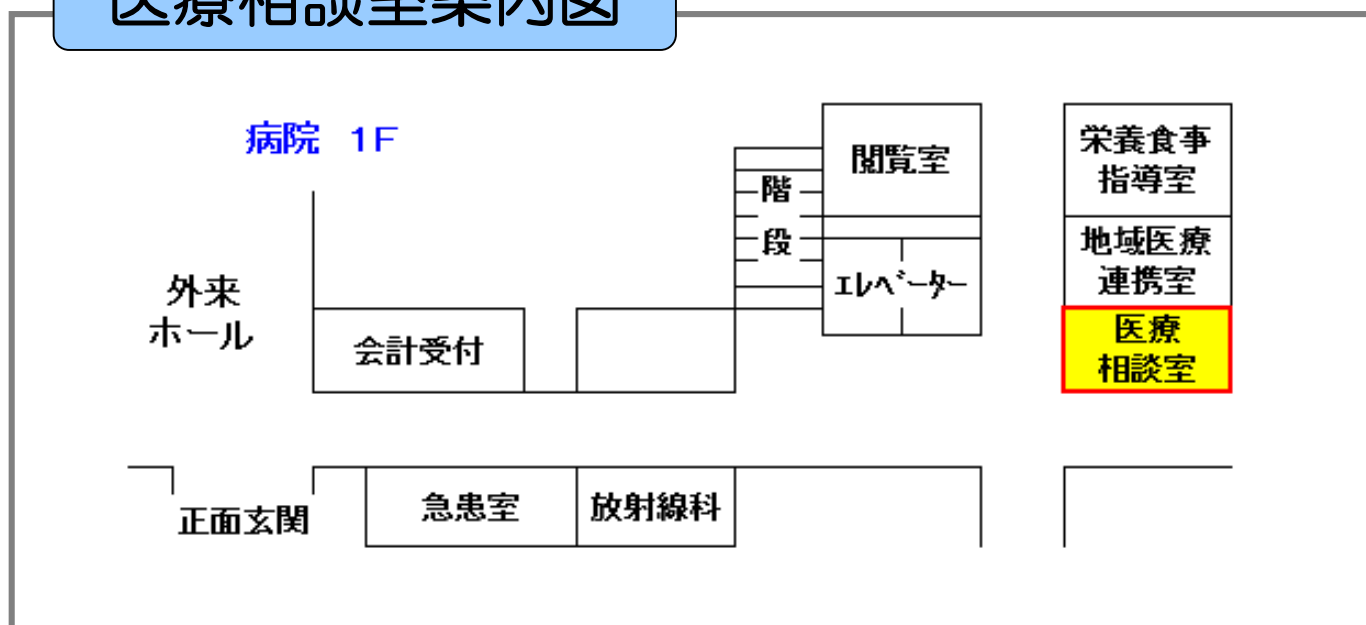 医療相談室案内図
病院 1F
閲覧室
栄養食事
指導室
階
段
地域医療
連携室
外来
ホール
エレベーター
会計受付
医療
相談室
正面玄関
急患室
放射線科